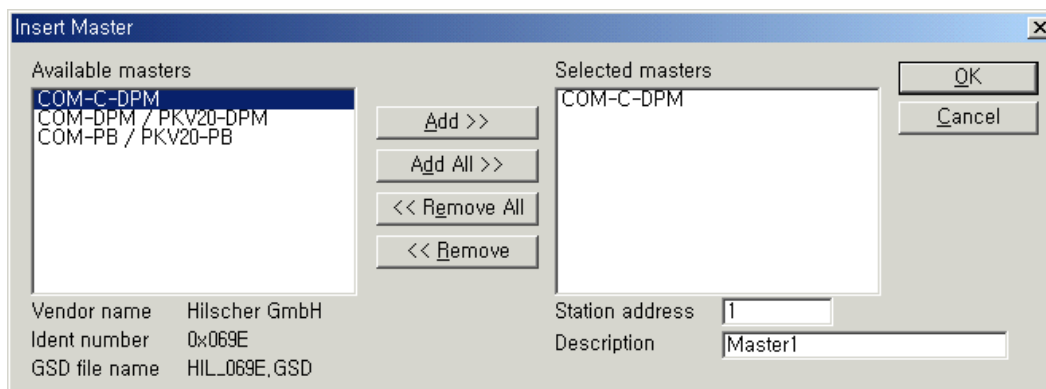 Insert Master
Available masters
COM-C-DPM
COM-DPM / PKV20-DPM
COM-PB / PKV20-PB
Add >>
Add All >>
<< Remove All
<< Remove
Selected masters
COM-C-DPM
OK
Cancel
Vendor name Hilscher GmbH
Ident number 0x069E
GSD file name HIL_069E.GSD
Station address 1
Description Master1